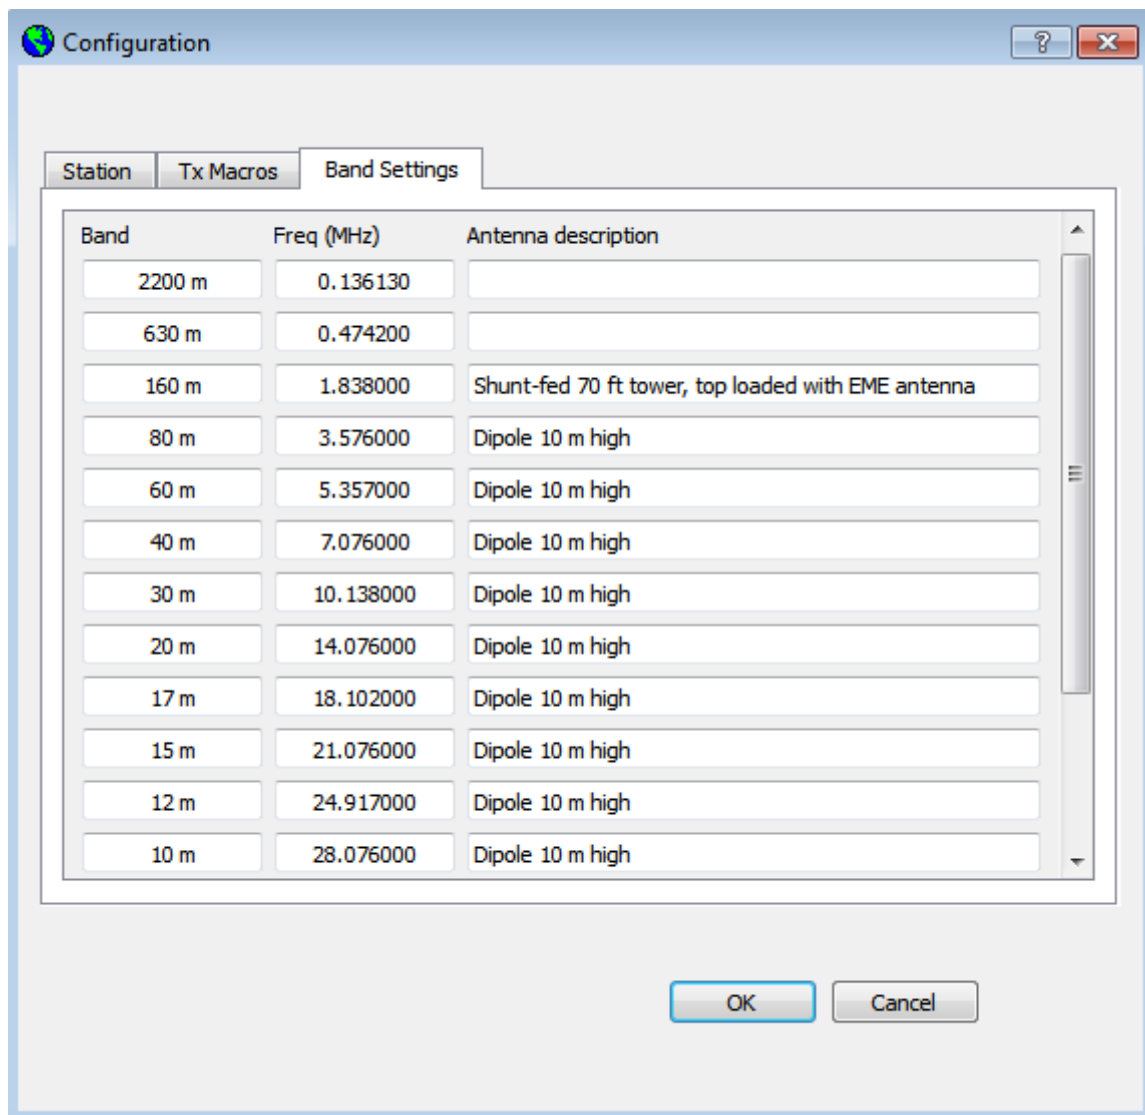 Configuration
?
Station Tx Macros Band Settings
Band Freq (MHz) Antenna description
2200 m 0.136130
630 m 0.474200
160 m 1.838000 Shunt-fed 70 ft tower, top loaded with EME antenna
80 m 3.576000 Dipole 10 m high
60 m 5.357000 Dipole 10 m high
40 m 7.076000 Dipole 10 m high
30 m 10.138000 Dipole 10 m high
20 m 14.076000 Dipole 10 m high
17 m 18.102000 Dipole 10 m high
15 m 21.076000 Dipole 10 m high
12 m 24.917000 Dipole 10 m high
10 m 28.076000 Dipole 10 m high
OK Cancel